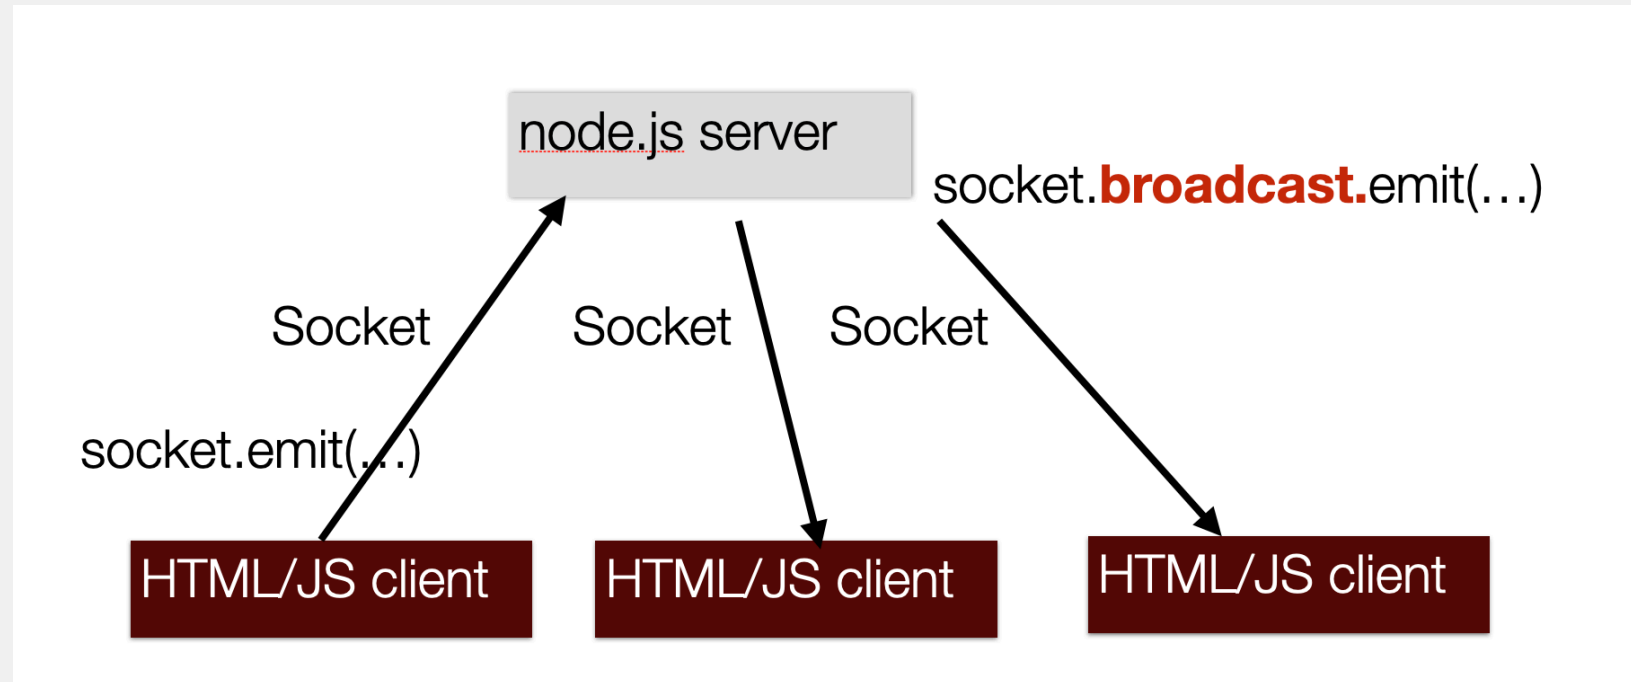 node.js server
socket.broadcast.emit(…)
Socket
Socket
Socket
socket.emit(…)
HTML/JS client
HTML/JS client
HTML/JS client